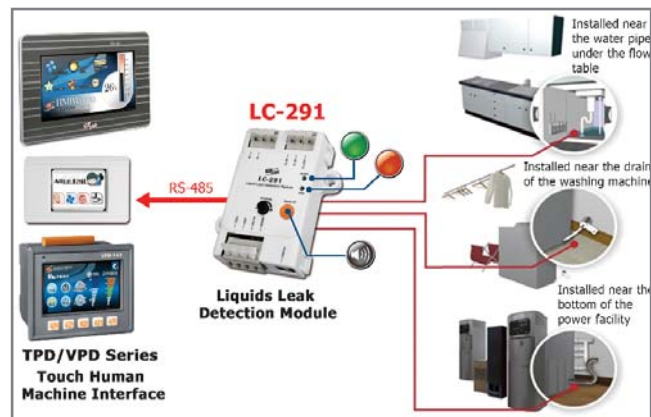 LC-291
RS-485
LC-291
Liquids Leak
Detection Module
TPD/VPD Series
Touch Human
Machine Interface
Installed near
the water pipe
under the flow
table
Installed near the drain
of the washing machine
Installed near the
bottom of the
power facility